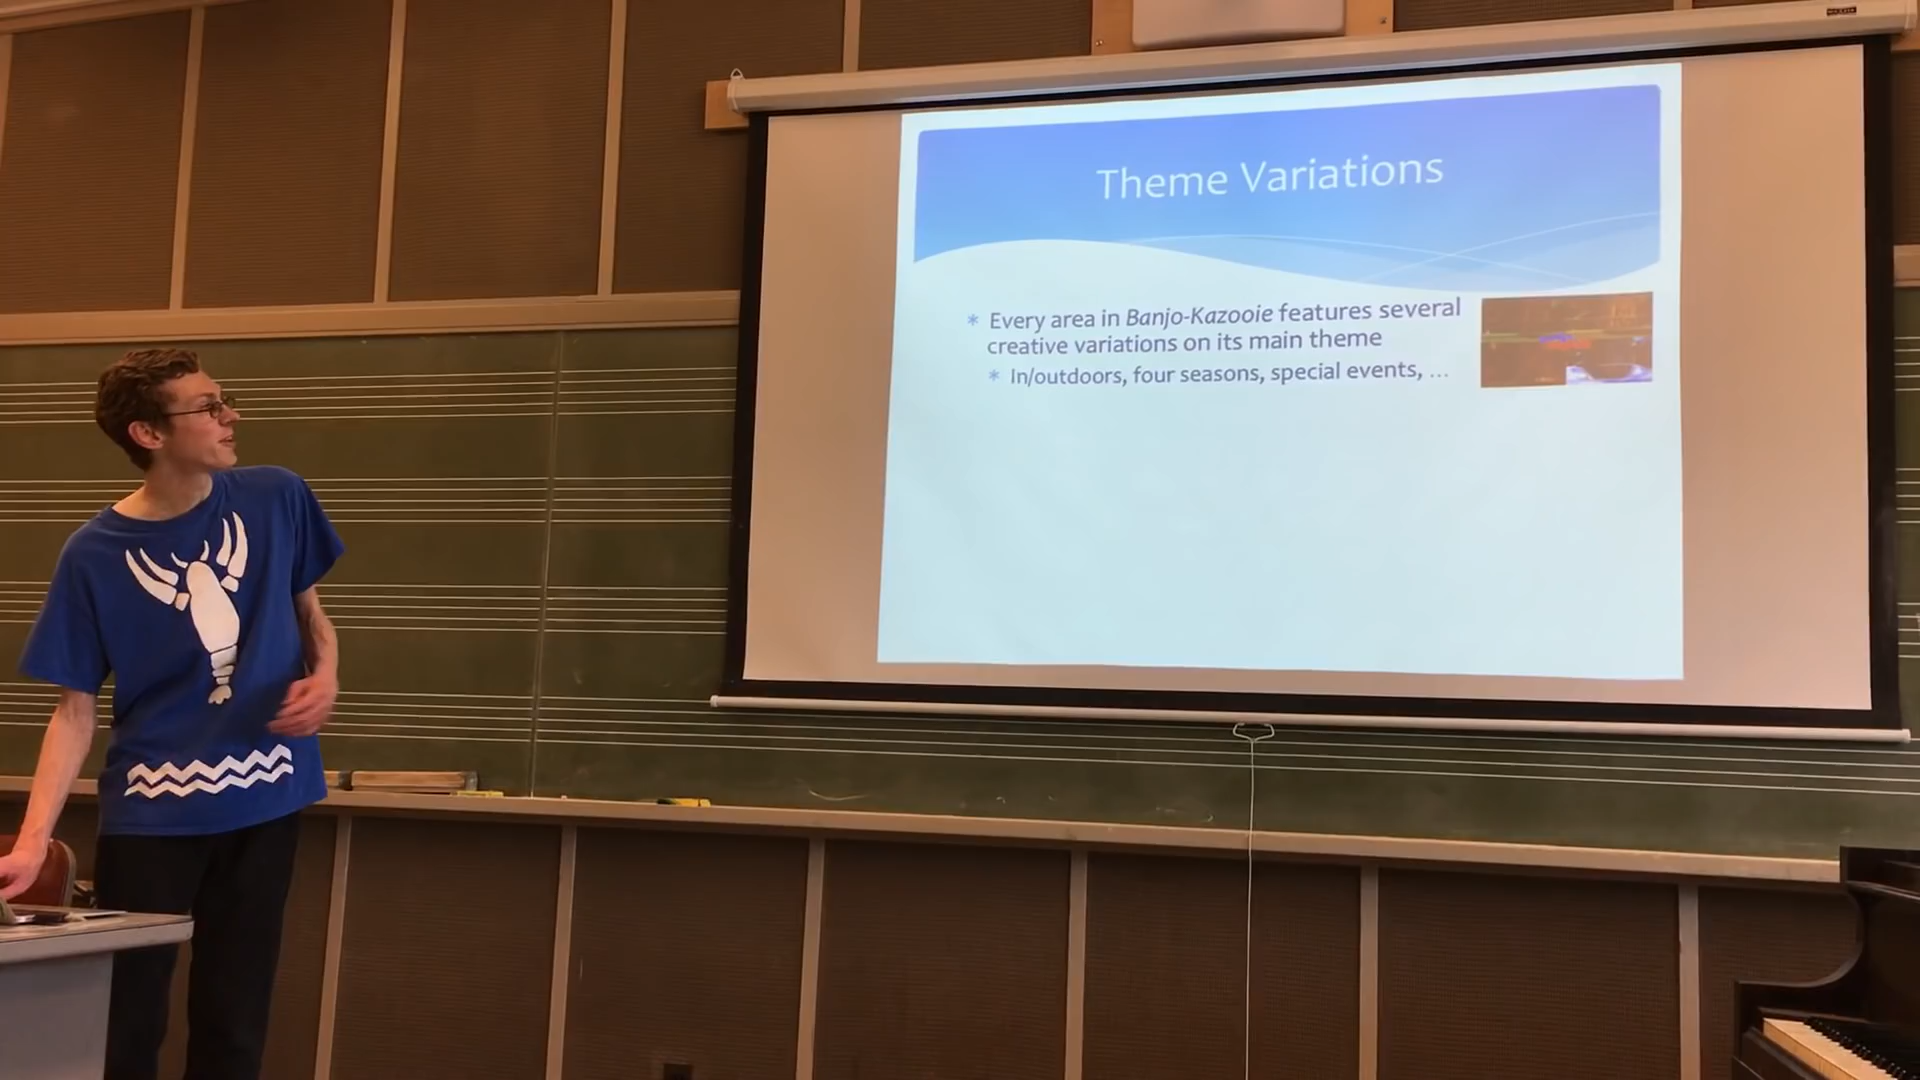 Theme Variations
* Every area in Banjo-Kazooie features several
creative variations on its main theme
* In/outdoors, four seasons, special events, ...